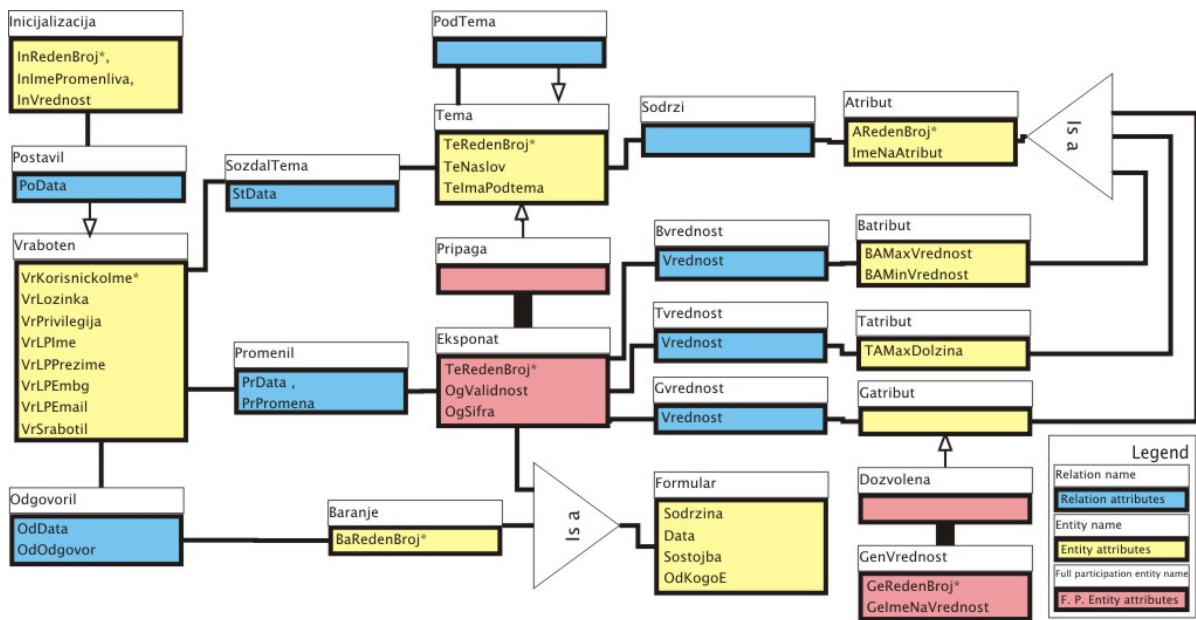 Inicijalizacija
InRedenBroj*,
InImePromenliva,
InVrednost
Postavil
PoData
Vraboten
VrKorisnickoIme*
VrLozinka
VrPrivilegija
VrLPIme
VrLPPrezime
VrLPEmbg
VrLPEmail
VrSrabotil
Odgovoril
OdData
OdOdgovor
SozdalTema
StData
Promenil
PrData ,
PrPromena
Baranje
BaRedenBroj*
PodTema
Tema
TeRedenBroj*
TeNaslov
TeImaPodtema
Pripaga
Eksponat
TeRedenBroj*
OgValidnost
OgSifra
Is a
Sodrzi
Bvrednost
Vrednost
Tvrednost
Vrednost
Gvrednost
Vrednost
Formular
Sodrzina
Data
Sostojba
OdKogoE
Atribut
ARedenBroj*
ImeNaAtribut
Is a
Batribut
BAMaxVrednost
BAMinVrednost
Tatribut
TAMaxDolzina
Gatribut
Dozvolena
GenVrednost
GeRedenBroj*
GeImeNaVrednost
Legend
Relation name
Relation attributes
Entity name
Entity attributes
Full participation entity name
F. P. Entity attributes